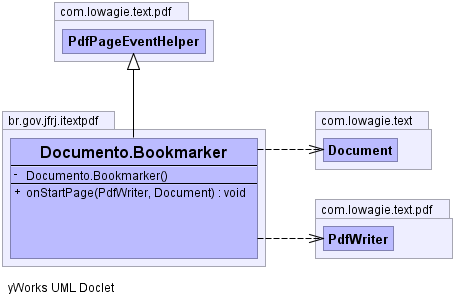 com.lowagie.text.pdf
PdfPageEventHelper
br.gov.jfrj.itextpdf
Documento.Bookmarker
- Documento.Bookmarker()
+ onStartPage(PdfWriter, Document) : void
com.lowagie.text
Document
com.lowagie.text.pdf
PdfWriter
yWorks UML Doclet